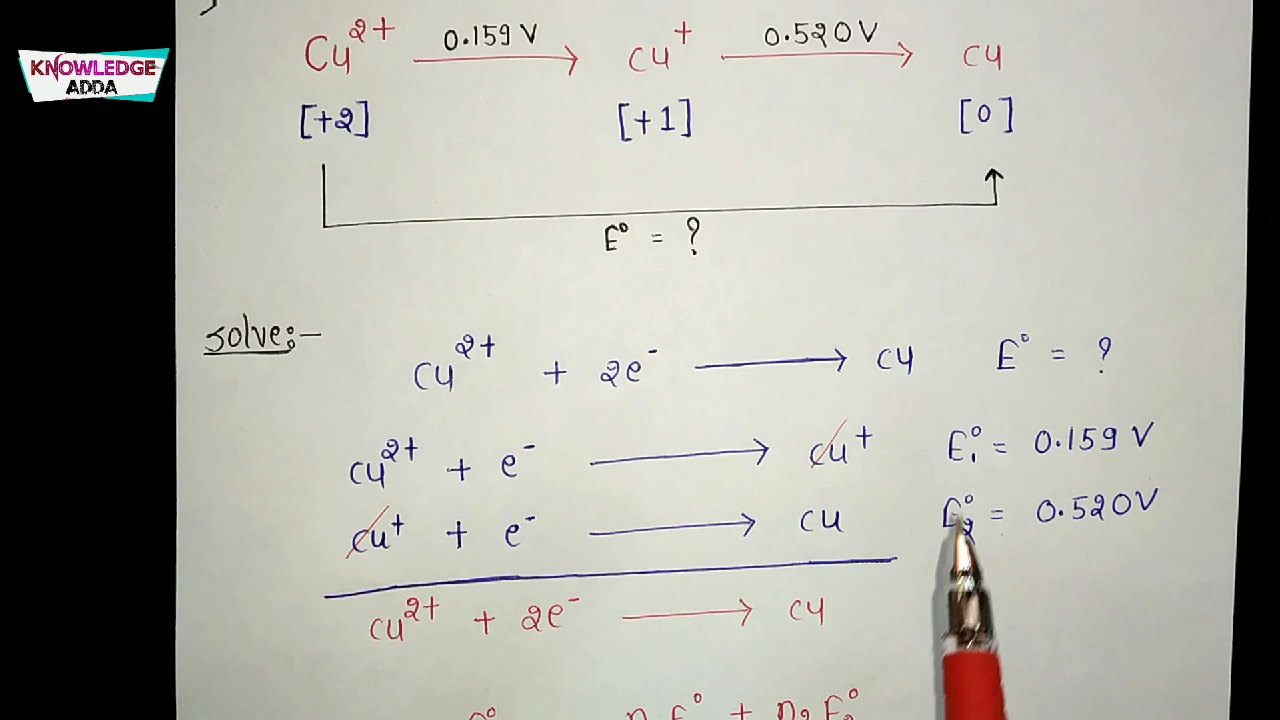 KNOWLEDGE
ADDA
Cu²⁺ 0.159 V → Cu⁺ 0.520 V → Cu
[+2] [+1] [0]
E° = ?
Solve:-
Cu²⁺ + 2e⁻ → Cu E° = ?
Cu²⁺ + e⁻ → Cu⁺ E₁° = 0.159 V
Cu⁺ + e⁻ → Cu E₂° = 0.520 V
Cu²⁺ + 2e⁻ → Cu